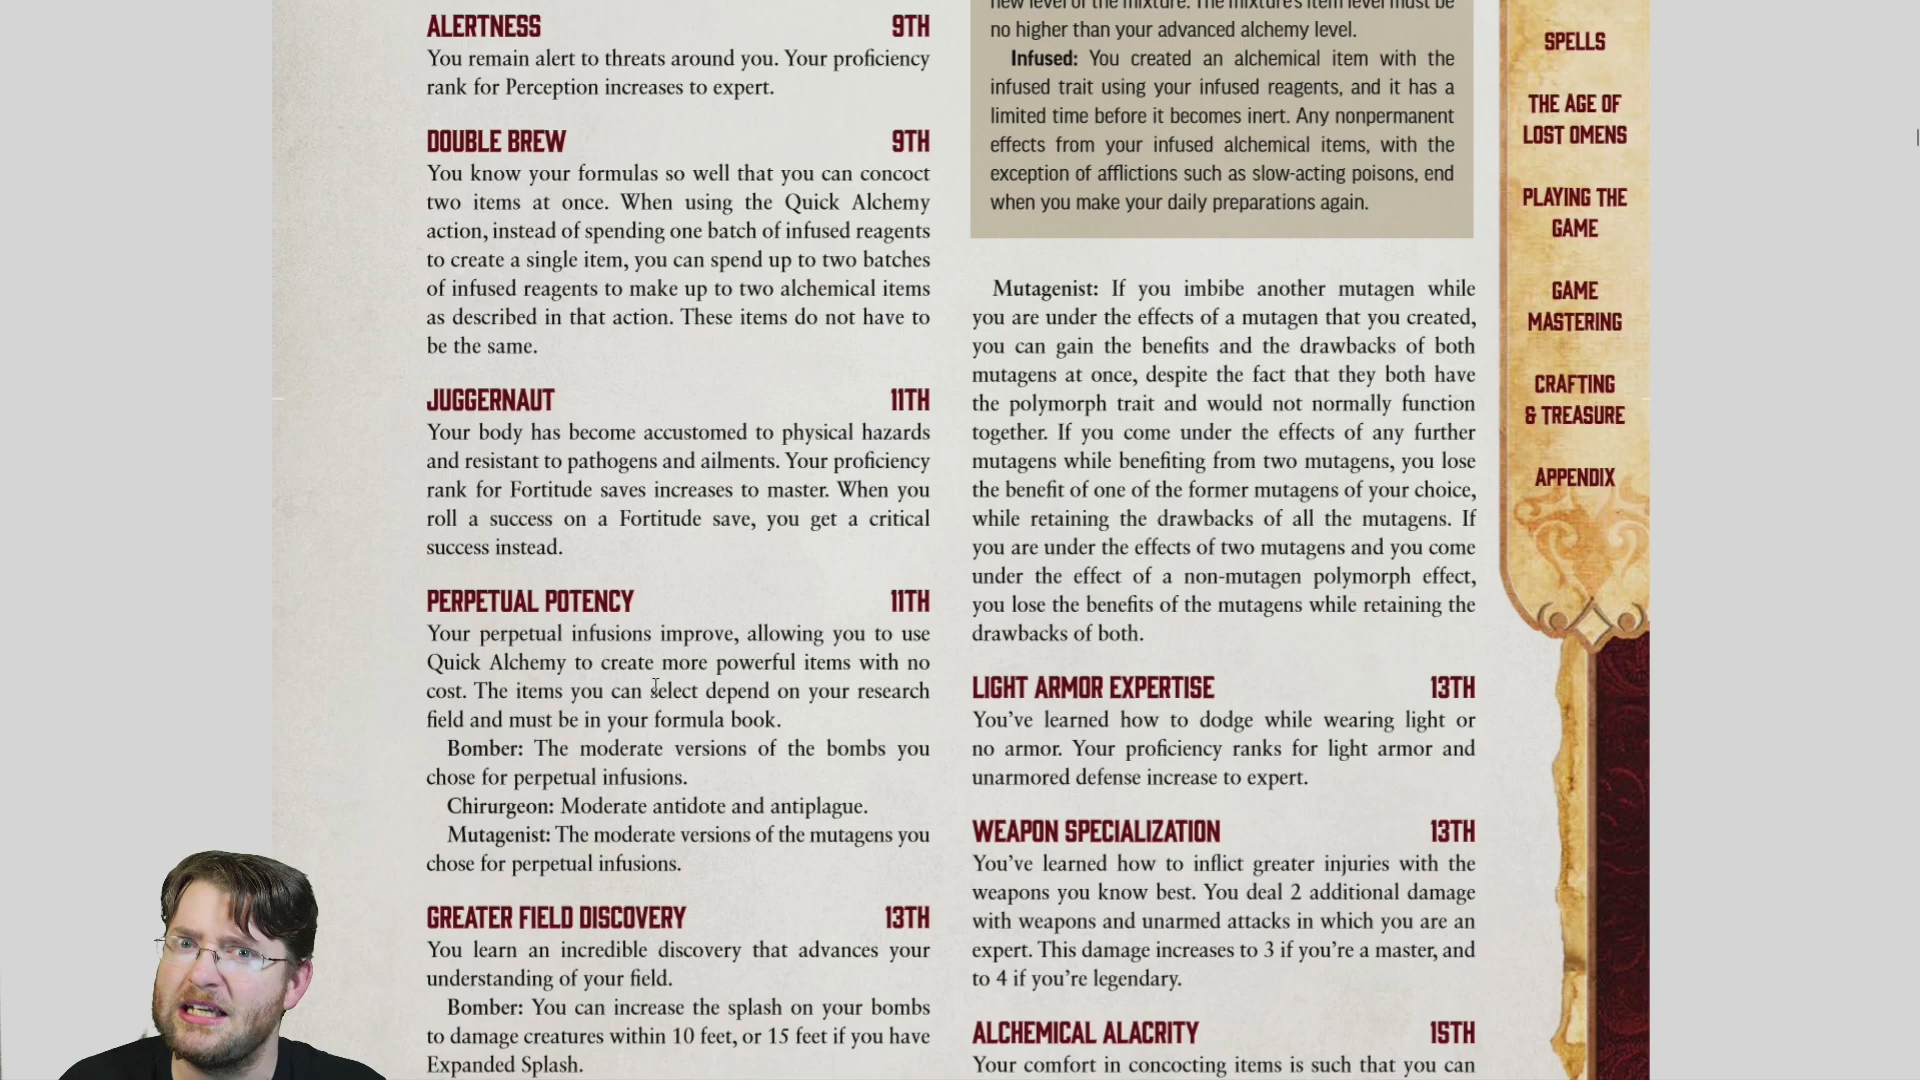 ALERTNESS 9TH
You remain alert to threats around you. Your proficiency
rank for Perception increases to expert.
DOUBLE BREW 9TH
You know your formulas so well that you can concoct
two items at once. When using the Quick Alchemy
action, instead of spending one batch of infused reagents
to create a single item, you can spend up to two batches
of infused reagents to make up to two alchemical items
as described in that action. These items do not have to
be the same.
JUGGERNAUT 11TH
Your body has become accustomed to physical hazards
and resistant to pathogens and ailments. Your proficiency
rank for Fortitude saves increases to master. When you
roll a success on a Fortitude save, you get a critical
success instead.
PERPETUAL POTENCY 11TH
Your perpetual infusions improve, allowing you to use
Quick Alchemy to create more powerful items with no
cost. The items you can select depend on your research
field and must be in your formula book.
Bomber: The moderate versions of the bombs you
chose for perpetual infusions.
Chirurgeon: Moderate antidote and antiplague.
Mutagenist: The moderate versions of the mutagens you
chose for perpetual infusions.
GREATER FIELD DISCOVERY 13TH
You learn an incredible discovery that advances your
understanding of your field.
Bomber: You can increase the splash on your bombs
to damage creatures within 10 feet, or 15 feet if you have
Expanded Splash.
new level of the mixture. The mixture's item level must be
no higher than your advanced alchemy level.
Infused: You created an alchemical item with the
infused trait using your infused reagents, and it has a
limited time before it becomes inert. Any nonpermanent
effects from your infused alchemical items, with the
exception of afflictions such as slow-acting poisons, end
when you make your daily preparations again.
Mutagenist: If you imbibe another mutagen while
you are under the effects of a mutagen that you created,
you can gain the benefits and the drawbacks of both
mutagens at once, despite the fact that they both have
the polymorph trait and would not normally function
together. If you come under the effects of any further
mutagens while benefiting from two mutagens, you lose
the benefit of one of the former mutagens of your choice,
while retaining the drawbacks of all the mutagens. If
you are under the effects of two mutagens and you come
under the effect of a non-mutagen polymorph effect,
you lose the benefits of the mutagens while retaining the
drawbacks of both.
LIGHT ARMOR EXPERTISE 13TH
You've learned how to dodge while wearing light or
no armor. Your proficiency ranks for light armor and
unarmored defense increase to expert.
WEAPON SPECIALIZATION 13TH
You've learned how to inflict greater injuries with the
weapons you know best. You deal 2 additional damage
with weapons and unarmed attacks in which you are an
expert. This damage increases to 3 if you're a master, and
to 4 if you're legendary.
ALCHEMICAL ALACRITY 15TH
Your comfort in concocting items is such that you can
SPELLS
THE AGE OF
LOST OMENS
PLAYING THE
GAME
GAME
MASTERING
CRAFTING
& TREASURE
APPENDIX